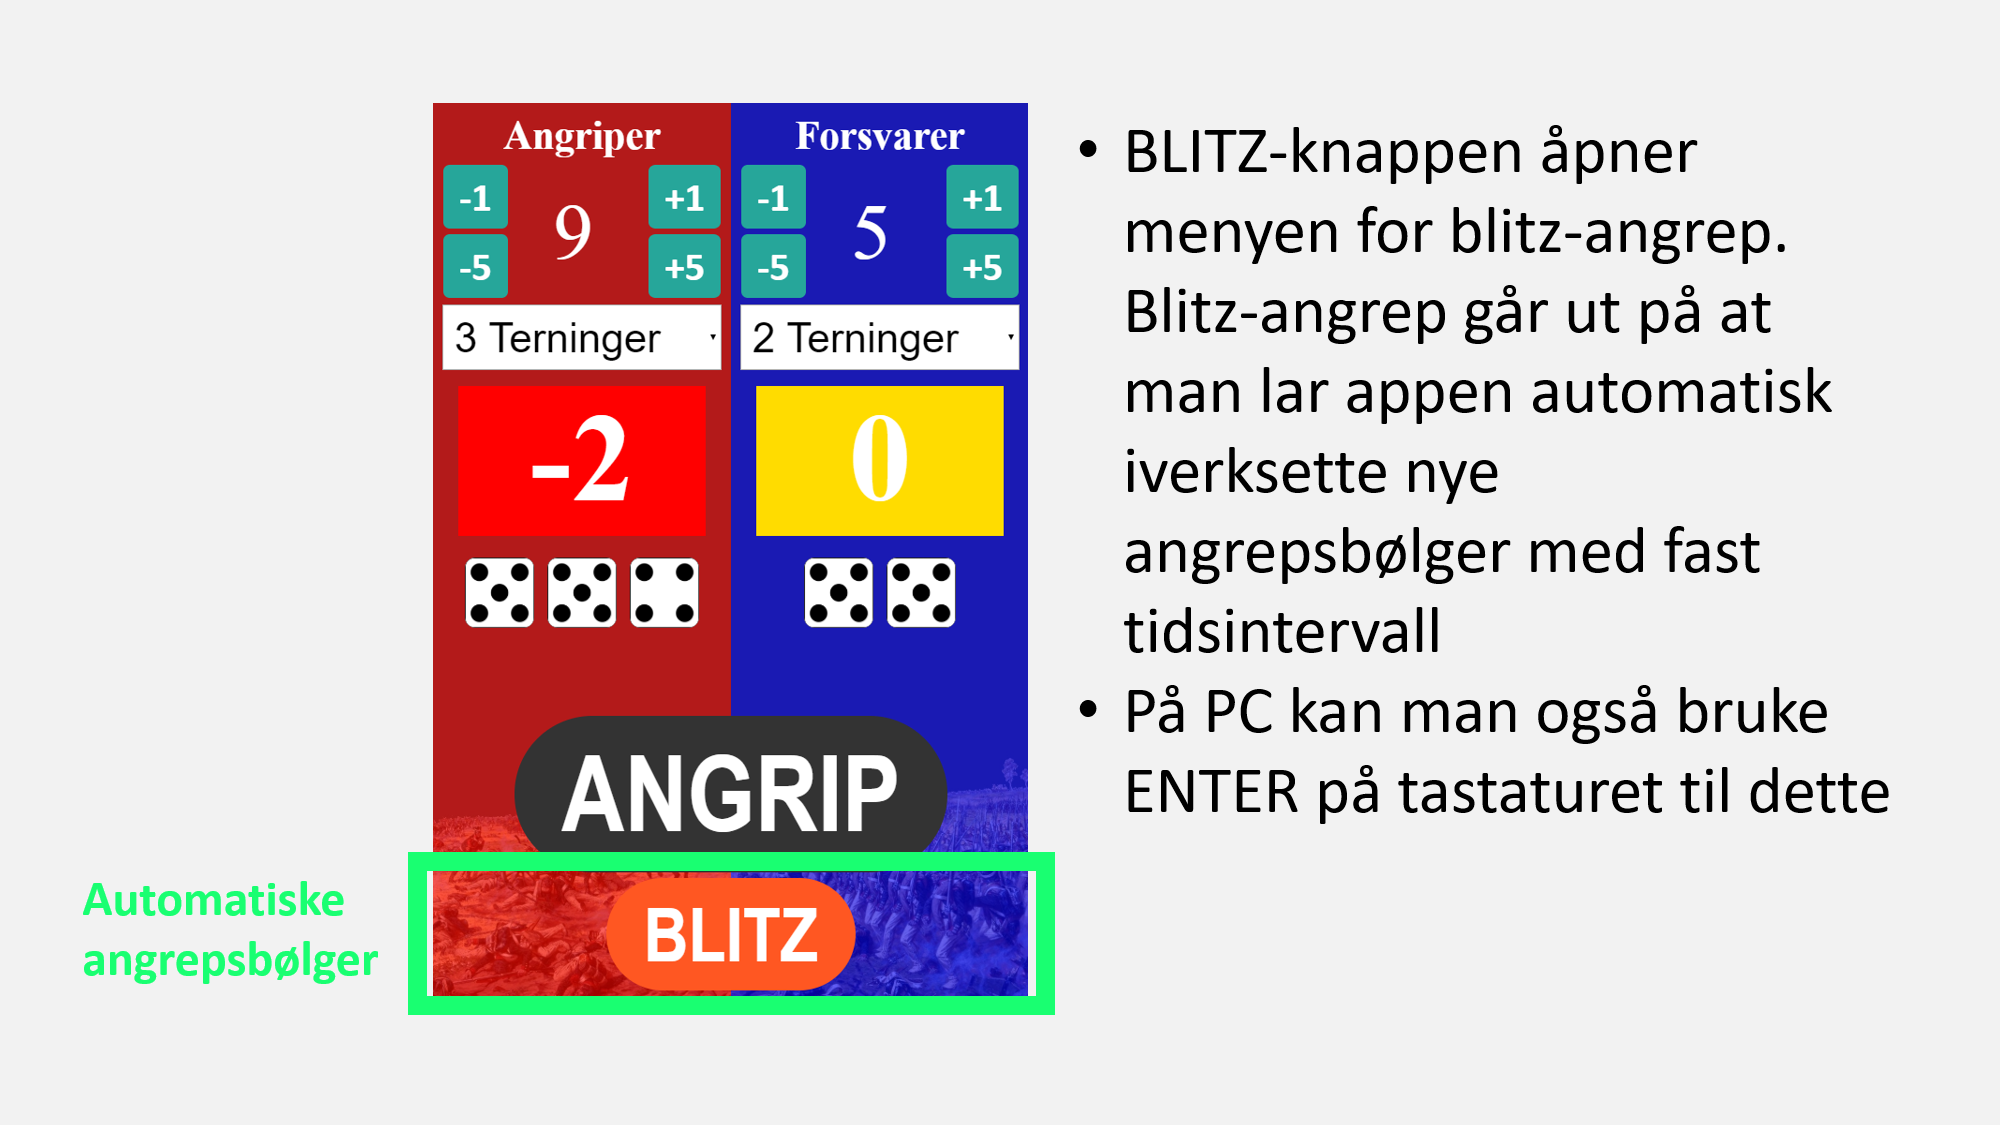 Angriper
Forsvarer
-1
9
+1
-1
5
+1
-5
+5
-5
+5
3 Terninger
2 Terninger
-2
0
ANGRIP
BLITZ
Automatiske
angrepsbølger
• BLITZ-knappen åpner
menyen for blitz-angrep.
Blitz-angrep går ut på at
man lar appen automatisk
iverksette nye
angrepsbølger med fast
tidsintervall
• På PC kan man også bruke
ENTER på tastaturet til dette